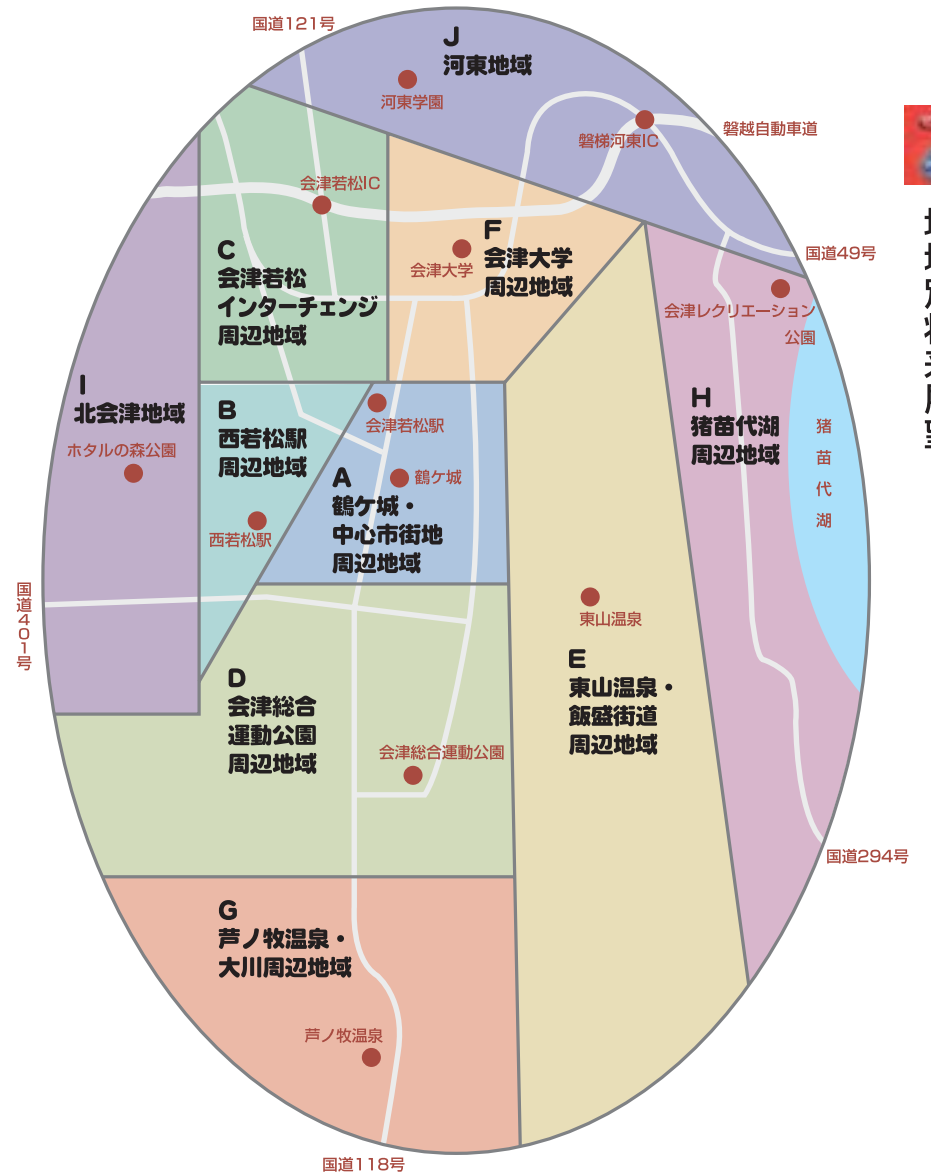 国道121号
J
河東地域
河東学園
磐越自動車道
磐梯河東IC
会津若松IC
F
会津大学
周辺地域
会津大学
C
会津若松
インターチェンジ
周辺地域
国道49号
会津レクリエーション
公園
I
北会津地域
ホタルの森公園
B
西若松駅
周辺地域
西若松駅
会津若松駅
A
鶴ケ城・
中心市街地
周辺地域
鶴ケ城
H
猪苗代湖
周辺地域
猪苗代湖
国道401号
東山温泉
E
東山温泉・
飯盛街道
周辺地域
D
会津総合
運動公園
周辺地域
会津総合運動公園
国道294号
G
芦ノ牧温泉・
大川周辺地域
芦ノ牧温泉
国道118号